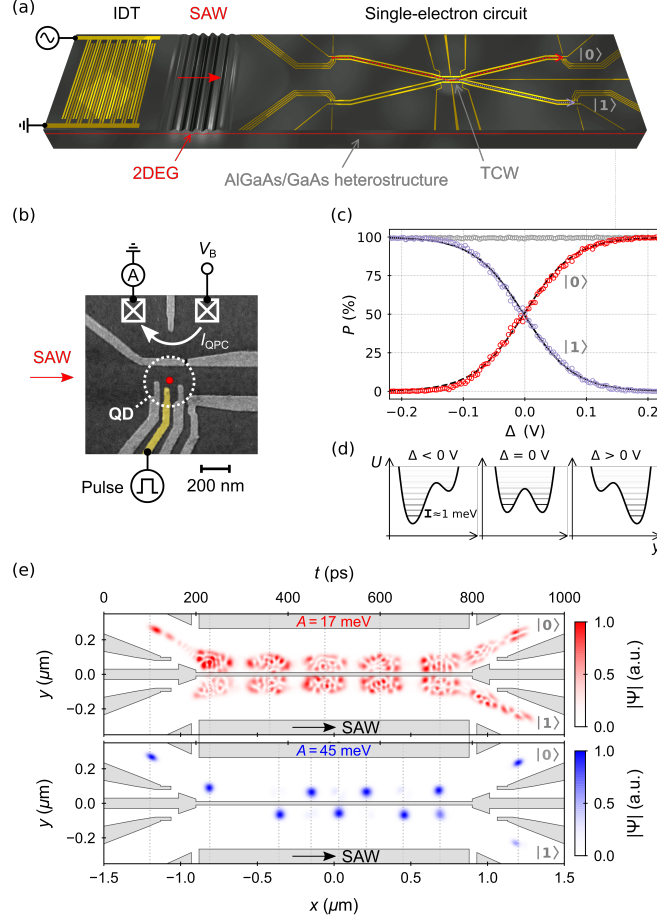 (a)
IDT
SAW
Single-electron circuit
|0⟩
|1⟩
2DEG
AlGaAs/GaAs heterostructure
TCW
(b)
A
V_B
I_QPC
SAW
QD
Pulse
200 nm
(c)
100
75
50
25
0
P (%)
|0⟩
|1⟩
−0.2
−0.1
0.0
0.1
0.2
Δ (V)
(d)
U
Δ < 0 V
Δ = 0 V
Δ > 0 V
≈1 meV
y
(e)
t (ps)
0
200
400
600
800
1000
y (μm)
0.2
0.0
−0.2
A = 17 meV
|0⟩
|1⟩
SAW
1.0
0.5
0.0
|Ψ| (a.u.)
y (μm)
0.2
0.0
−0.2
A = 45 meV
|0⟩
|1⟩
SAW
1.0
0.5
0.0
|Ψ| (a.u.)
−1.5
−1.0
−0.5
0.0
0.5
1.0
1.5
x (μm)